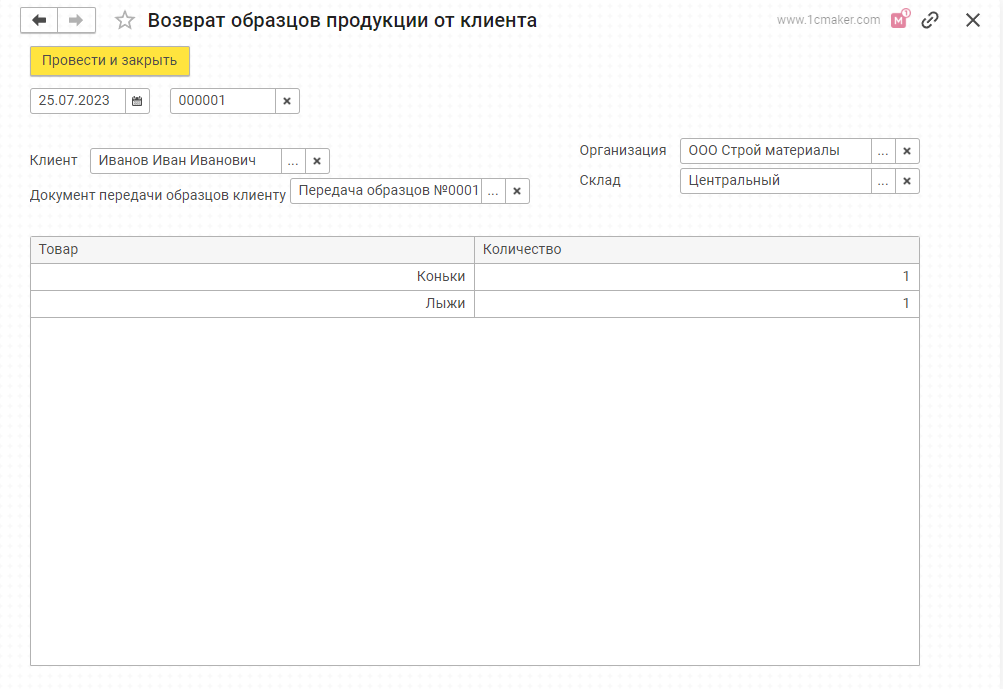 Возврат образцов продукции от клиента
www.1cmaker.com
M 1
Провести и закрыть
25.07.2023
000001
Клиент
Иванов Иван Иванович
...
Организация
ООО Строй материалы
...
Документ передачи образцов клиенту
Передача образцов №0001
...
Склад
Центральный
...
Товар
Количество
Коньки
1
Лыжи
1